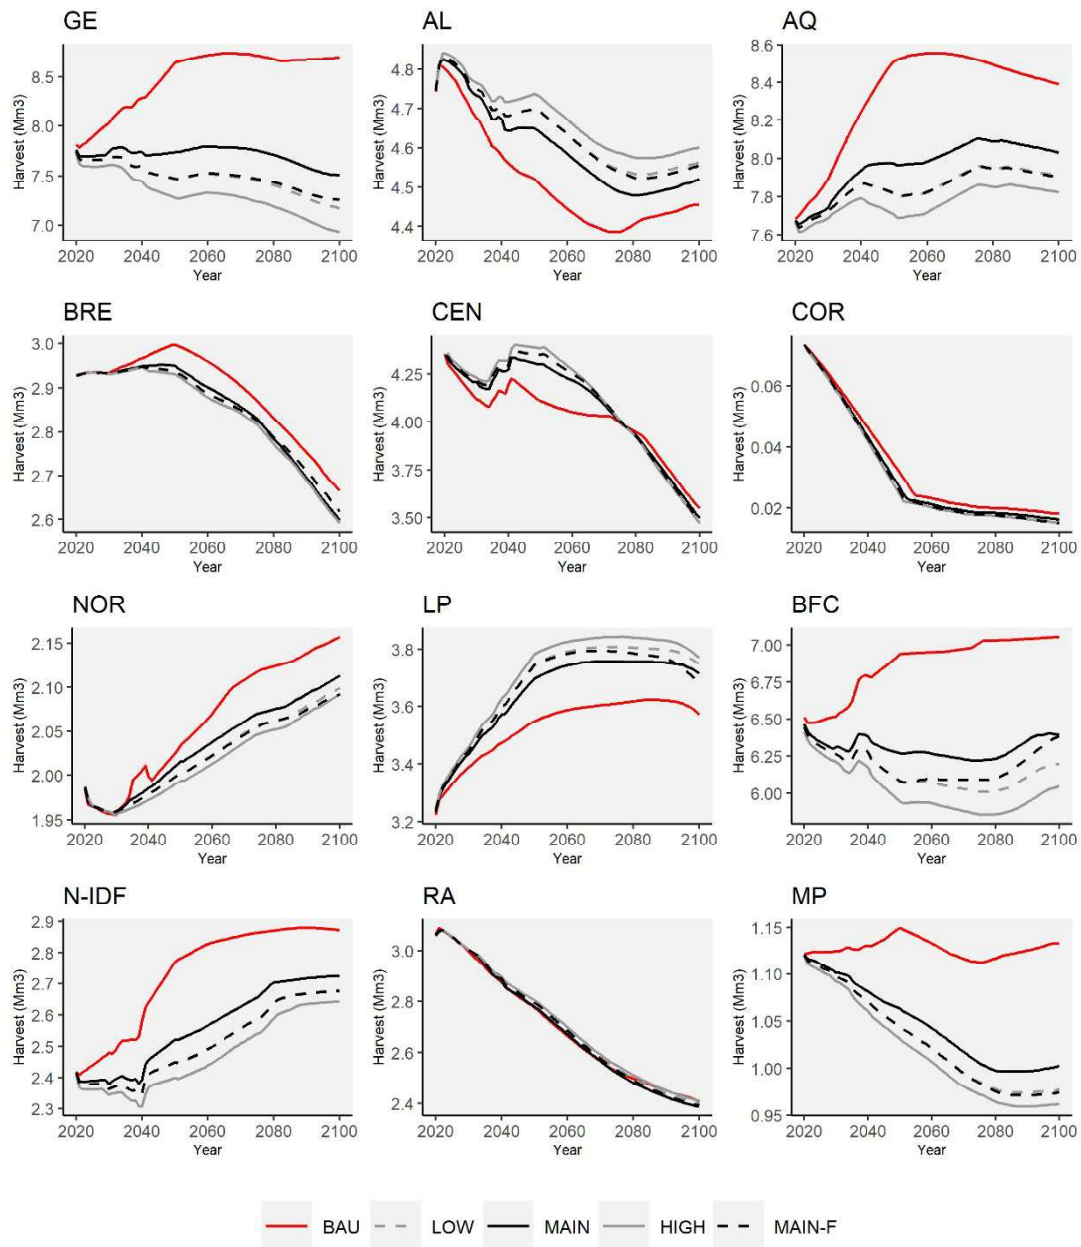 GE
AL
AQ
Harvest (Mm3)
8.5
8.0
7.5
7.0
2020 2040 2060 2080 2100
Year
Harvest (Mm3)
4.8
4.7
4.6
4.5
4.4
2020 2040 2060 2080 2100
Year
Harvest (Mm3)
8.6
8.4
8.2
8.0
7.8
7.6
2020 2040 2060 2080 2100
Year
BRE
CEN
COR
Harvest (Mm3)
3.0
2.9
2.8
2.7
2.6
2020 2040 2060 2080 2100
Year
Harvest (Mm3)
4.25
4.00
3.75
3.50
2020 2040 2060 2080 2100
Year
Harvest (Mm3)
0.06
0.04
0.02
2020 2040 2060 2080 2100
Year
NOR
LP
BFC
Harvest (Mm3)
2.15
2.10
2.05
2.00
1.95
2020 2040 2060 2080 2100
Year
Harvest (Mm3)
3.8
3.6
3.4
3.2
2020 2040 2060 2080 2100
Year
Harvest (Mm3)
7.00
6.75
6.50
6.25
6.00
2020 2040 2060 2080 2100
Year
N-IDF
RA
MP
Harvest (Mm3)
2.9
2.8
2.7
2.6
2.5
2.4
2.3
2020 2040 2060 2080 2100
Year
Harvest (Mm3)
3.0
2.8
2.6
2.4
2020 2040 2060 2080 2100
Year
Harvest (Mm3)
1.15
1.10
1.05
1.00
0.95
2020 2040 2060 2080 2100
Year
BAU LOW MAIN HIGH MAIN-F